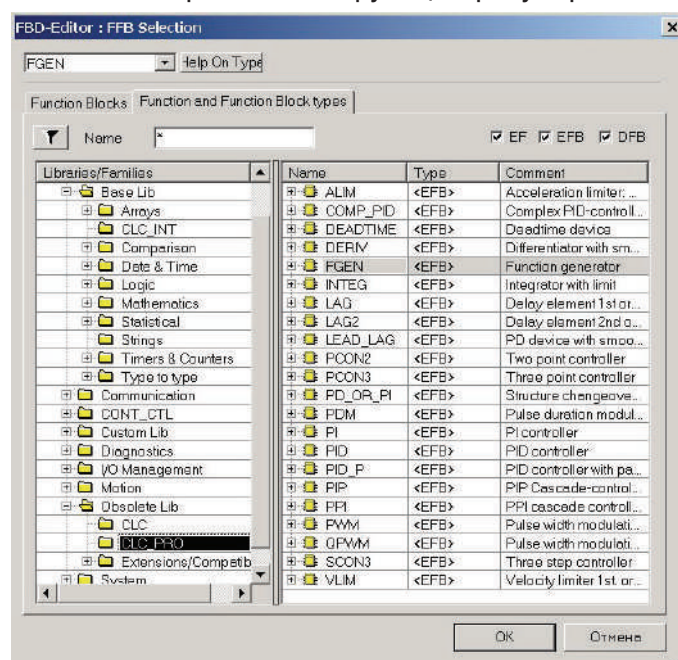 FBD-Editor : FFB Selection
FGEN Help On Type
Function Blocks Function and Function Block types
Name * EF EFB DFB
Libraries/Families Name Type Comment
Base Lib ALIM <EFB> Acceleration limiter: ...
Arrays COMP_PID <EFB> Complex PID-controll...
CLC_INT DEADTIME <EFB> Deadtime device
Comparison DERIV <EFB> Differentiator with sm...
Date & Time FGEN <EFB> Function generator
Logic INTEG <EFB> Integrator with limit
Mathematics LAG <EFB> Delay element 1st or...
Statistical LAG2 <EFB> Delay element 2nd o...
Strings LEAD_LAG <EFB> PD device with smoo...
Timers & Counters PCON2 <EFB> Two point controller
Type to type PCON3 <EFB> Three point controller
Communication PD_OR_PI <EFB> Structure changeove...
CONT_CTL PDM <EFB> Pulse duration modul...
Custom Lib PI <EFB> PI controller
Diagnostics PID <EFB> PID controller
I/O Management PID_P <EFB> PID controller with pa...
Motion PIP <EFB> PIP Cascade-control...
Obsolete Lib PPI <EFB> PPI cascade controll...
CLC PWM <EFB> Pulse width modulati...
CLC_PRO QPWM <EFB> Pulse width modulati...
Extensions/Compatib SCON3 <EFB> Three step controller
System VLIM <EFB> Velocity limiter 1st. or...
OK Отмена